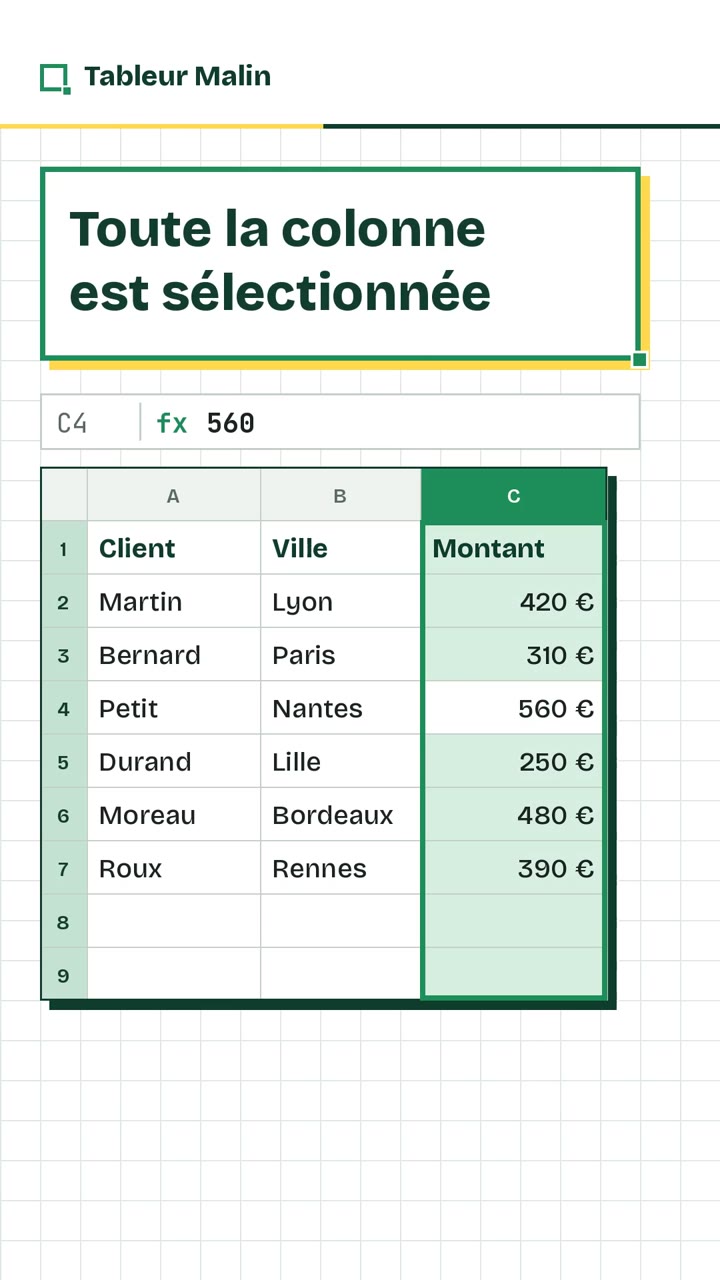 Tableur Malin
Toute la colonne
est sélectionnée
C4 fx 560
A B C
1 Client Ville Montant
2 Martin Lyon 420 €
3 Bernard Paris 310 €
4 Petit Nantes 560 €
5 Durand Lille 250 €
6 Moreau Bordeaux 480 €
7 Roux Rennes 390 €
8
9